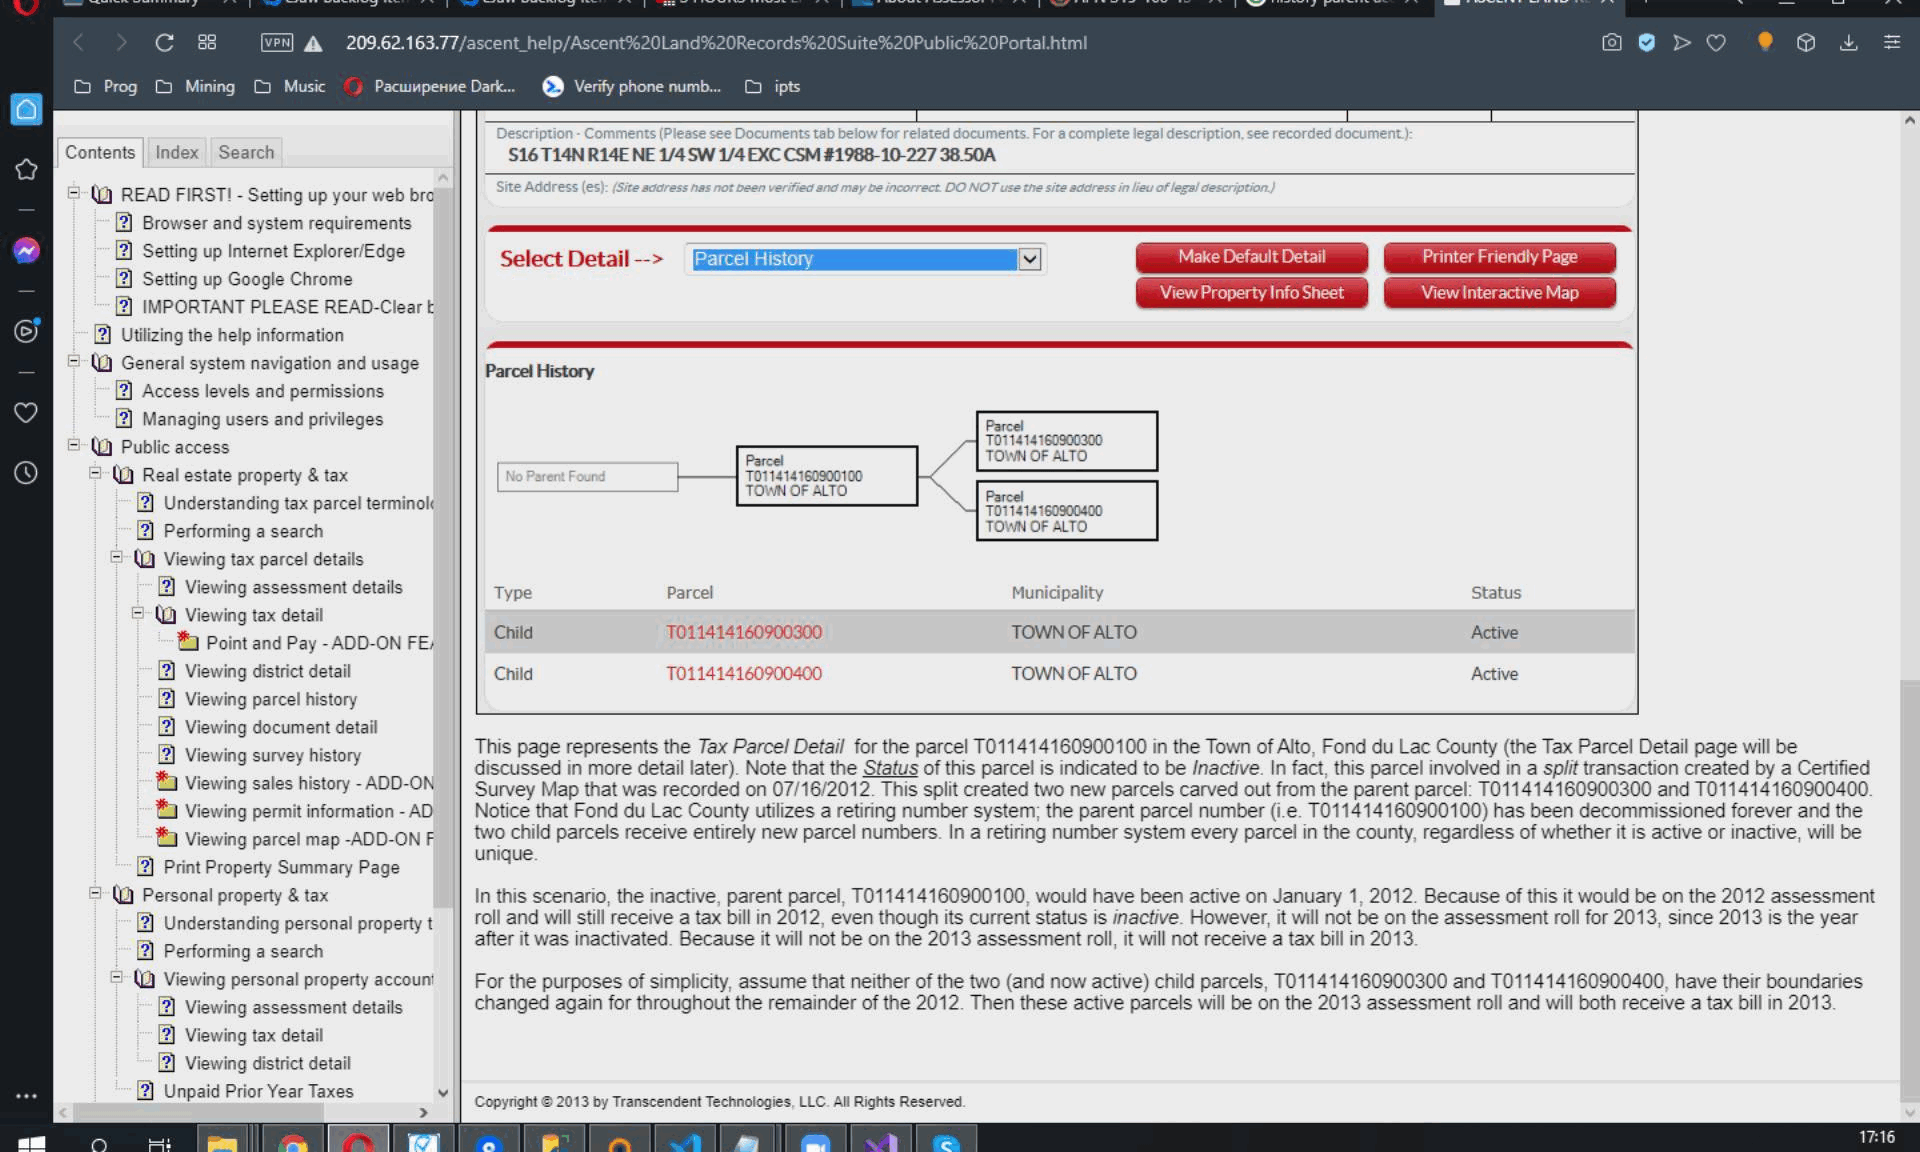 VPN
209.62.163.77/ascent_help/Ascent%20Land%20Records%20Suite%20Public%20Portal.html
Prog
Mining
Music
Расширение Dark...
Verify phone numb...
ipts
Contents
Index
Search
READ FIRST! - Setting up your web bro
Browser and system requirements
Setting up Internet Explorer/Edge
Setting up Google Chrome
IMPORTANT PLEASE READ-Clear b
Utilizing the help information
General system navigation and usage
Access levels and permissions
Managing users and privileges
Public access
Real estate property & tax
Understanding tax parcel terminolo
Performing a search
Viewing tax parcel details
Viewing assessment details
Viewing tax detail
Point and Pay - ADD-ON FEA
Viewing district detail
Viewing parcel history
Viewing document detail
Viewing survey history
Viewing sales history - ADD-ON
Viewing permit information - AD
Viewing parcel map -ADD-ON F
Print Property Summary Page
Personal property & tax
Understanding personal property t
Performing a search
Viewing personal property account
Viewing assessment details
Viewing tax detail
Viewing district detail
Unpaid Prior Year Taxes
Description - Comments (Please see Documents tab below for related documents. For a complete legal description, see recorded document.):
S16 T14N R14E NE 1/4 SW 1/4 EXC CSM #1988-10-227 38.50A
Site Address (es): (Site address has not been verified and may be incorrect. DO NOT use the site address in lieu of legal description.)
Select Detail -->
Parcel History
Make Default Detail
Printer Friendly Page
View Property Info Sheet
View Interactive Map
Parcel History
No Parent Found
Parcel
T011414160900100
TOWN OF ALTO
Parcel
T011414160900300
TOWN OF ALTO
Parcel
T011414160900400
TOWN OF ALTO
Type Parcel Municipality Status
Child T011414160900300 TOWN OF ALTO Active
Child T011414160900400 TOWN OF ALTO Active
This page represents the Tax Parcel Detail for the parcel T011414160900100 in the Town of Alto, Fond du Lac County (the Tax Parcel Detail page will be
discussed in more detail later). Note that the Status of this parcel is indicated to be Inactive. In fact, this parcel involved in a split transaction created by a Certified
Survey Map that was recorded on 07/16/2012. This split created two new parcels carved out from the parent parcel: T011414160900300 and T011414160900400.
Notice that Fond du Lac County utilizes a retiring number system; the parent parcel number (i.e. T011414160900100) has been decommissioned forever and the
two child parcels receive entirely new parcel numbers. In a retiring number system every parcel in the county, regardless of whether it is active or inactive, will be
unique.
In this scenario, the inactive, parent parcel, T011414160900100, would have been active on January 1, 2012. Because of this it would be on the 2012 assessment
roll and will still receive a tax bill in 2012, even though its current status is inactive. However, it will not be on the assessment roll for 2013, since 2013 is the year
after it was inactivated. Because it will not be on the 2013 assessment roll, it will not receive a tax bill in 2013.
For the purposes of simplicity, assume that neither of the two (and now active) child parcels, T011414160900300 and T011414160900400, have their boundaries
changed again for throughout the remainder of the 2012. Then these active parcels will be on the 2013 assessment roll and will both receive a tax bill in 2013.
Copyright © 2013 by Transcendent Technologies, LLC. All Rights Reserved.
17:16